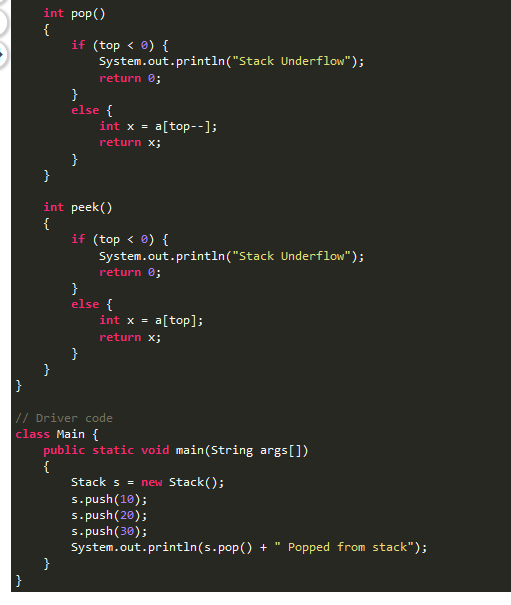 int pop()
{
if (top < 0) {
System.out.println("Stack Underflow");
return 0;
}
else {
int x = a[top--];
return x;
}
}
int peek()
{
if (top < 0) {
System.out.println("Stack Underflow");
return 0;
}
else {
int x = a[top];
return x;
}
}
}
// Driver code
class Main {
public static void main(String args[])
{
Stack s = new Stack();
s.push(10);
s.push(20);
s.push(30);
System.out.println(s.pop() + " Popped from stack");
}
}